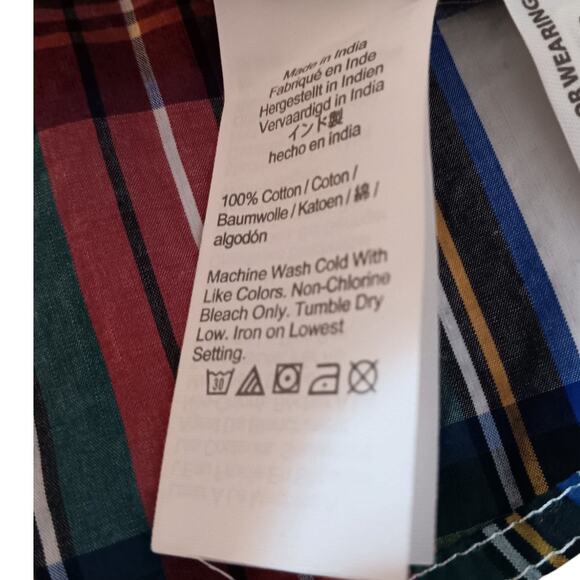 Made in India
Fabriqué en Inde
Hergestellt in Indien
Vervaardigd in India
インド製
hecho en india
100% Cotton / Coton /
Baumwolle / Katoen / 綿 /
algodón
Machine Wash Cold With
Like Colors. Non-Chlorine
Bleach Only. Tumble Dry
Low. Iron on Lowest
Setting.
30
R WEARING